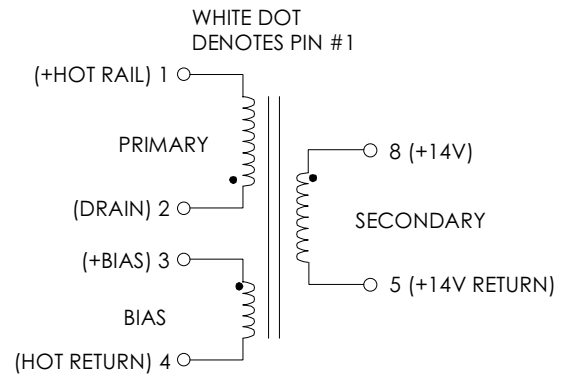 WHITE DOT
DENOTES PIN #1
(+HOT RAIL) 1
PRIMARY
8 (+14V)
(DRAIN) 2
SECONDARY
(+BIAS) 3
5 (+14V RETURN)
BIAS
(HOT RETURN) 4